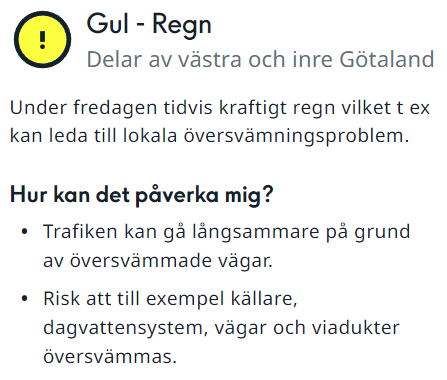 Gul - Regn
Delar av västra och inre Götaland
Under fredagen tidvis kraftigt regn vilket t ex
kan leda till lokala översvämningsproblem.
Hur kan det påverka mig?
• Trafiken kan gå långsammare på grund
av översvämmade vägar.
• Risk att till exempel källare,
dagvattensystem, vägar och viadukter
översvämmas.